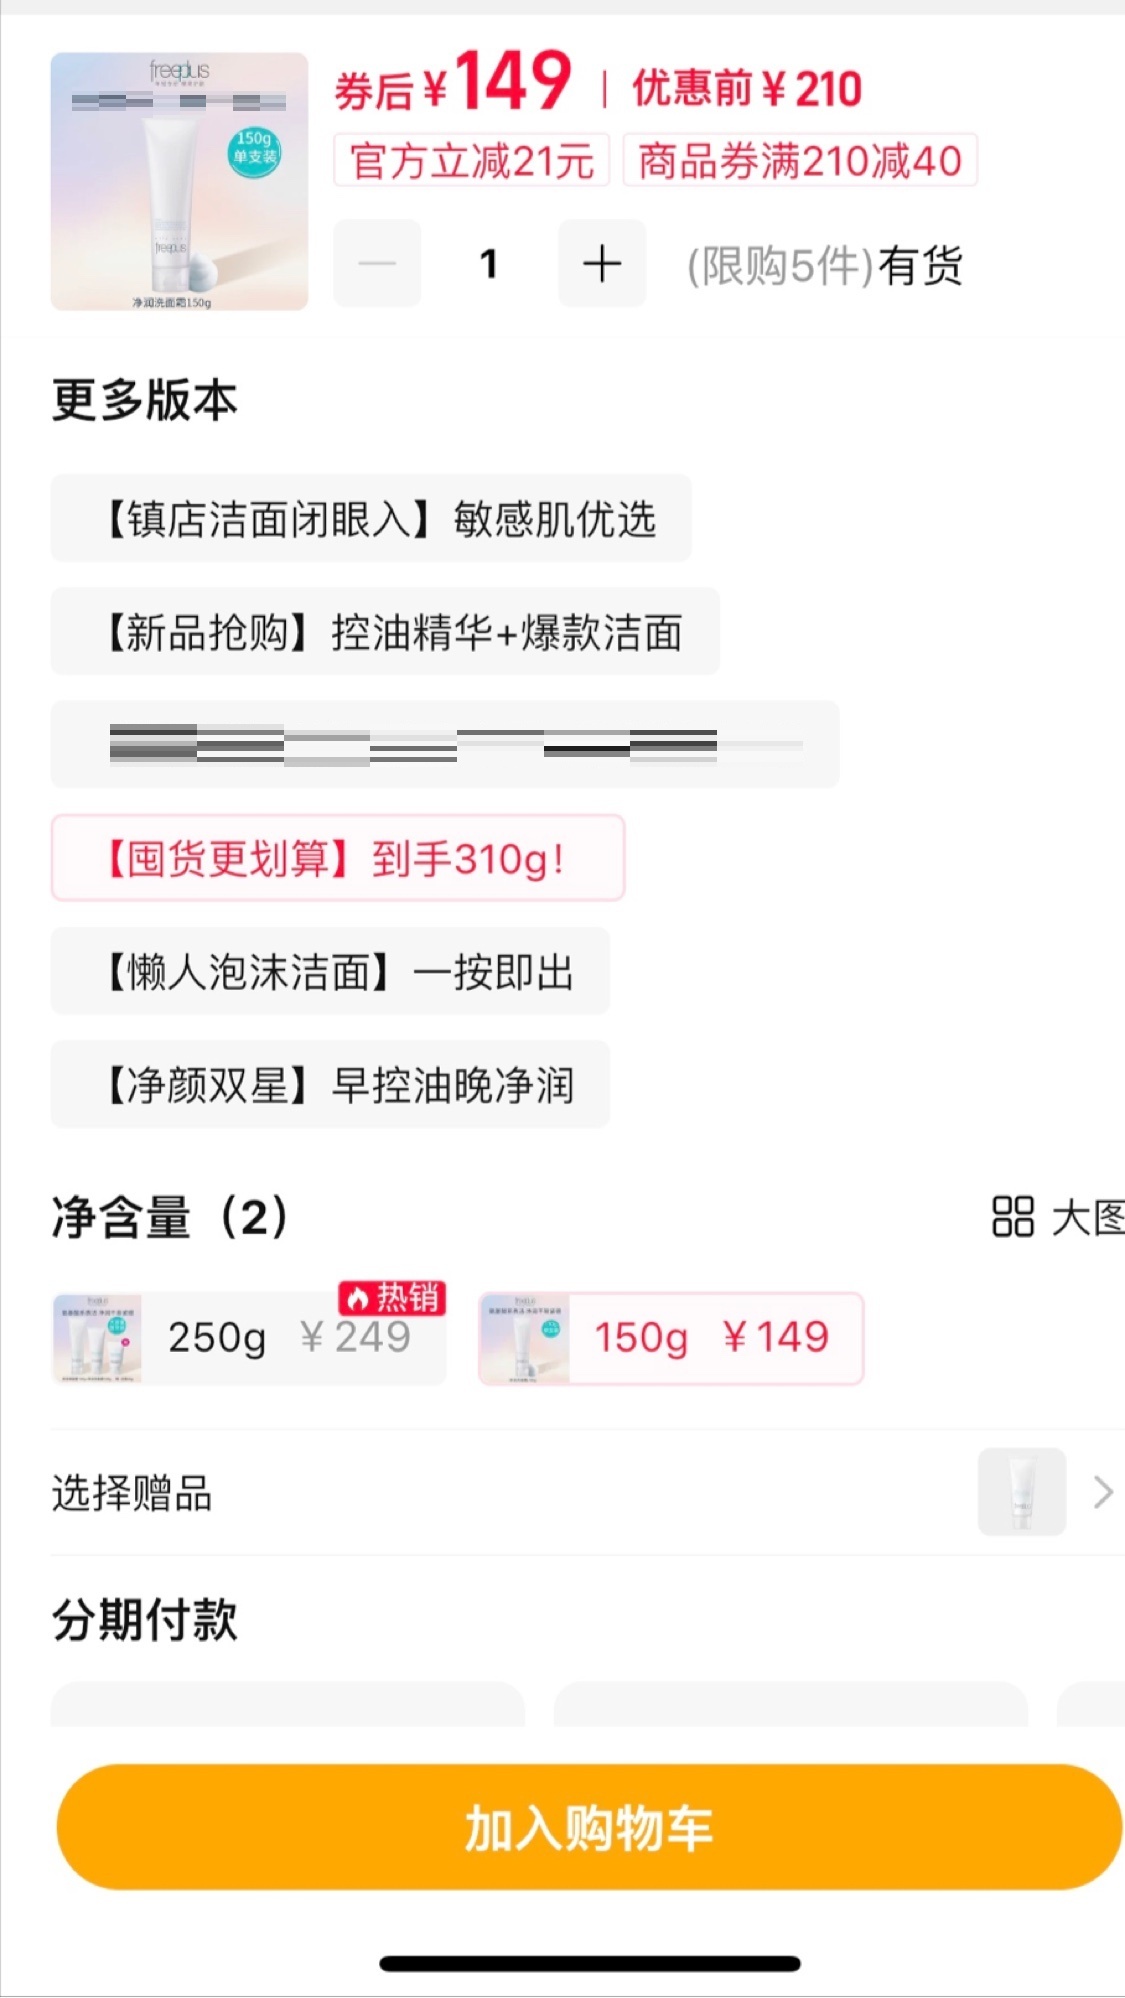 freeplus
150g
单支装
freeplus
净润洗面霜150g
券后¥149 | 优惠前¥210
官方立减21元 商品券满210减40
1 (限购5件)有货
更多版本
【镇店洁面闭眼入】敏感肌优选
【新品抢购】控油精华+爆款洁面
【囤货更划算】到手310g!
【懒人泡沫洁面】一按即出
【净颜双星】早控油晚净润
净含量（2） 大图
热销
250g ¥249 150g ¥149
选择赠品
分期付款
加入购物车